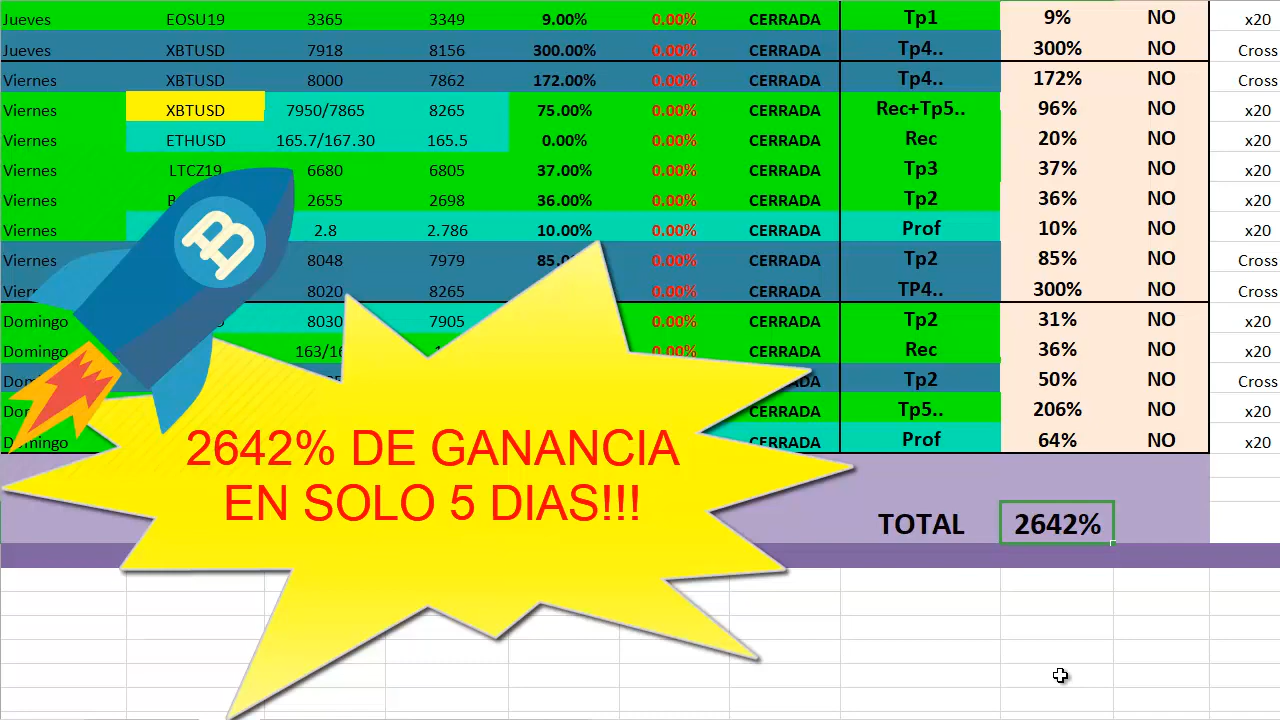 Jueves EOSU19 3365 3349 9.00% 0.00% CERRADA Tp1 9% NO x20
Jueves XBTUSD 7918 8156 300.00% 0.00% CERRADA Tp4.. 300% NO Cross
Viernes XBTUSD 8000 7862 172.00% 0.00% CERRADA Tp4.. 172% NO Cross
Viernes XBTUSD 7950/7865 8265 75.00% 0.00% CERRADA Rec+Tp5.. 96% NO x20
Viernes ETHUSD 165.7/167.30 165.5 0.00% 0.00% CERRADA Rec 20% NO x20
Viernes LTCZ19 6680 6805 37.00% 0.00% CERRADA Tp3 37% NO x20
Viernes 2655 2698 36.00% 0.00% CERRADA Tp2 36% NO x20
Viernes 2.8 2.786 10.00% 0.00% CERRADA Prof 10% NO x20
Viernes 8048 7979 0.00% CERRADA Tp2 85% NO Cross
8020 8265 0.00% CERRADA TP4.. 300% NO Cross
Domingo 8030 7905 0.00% CERRADA Tp2 31% NO x20
Domingo 0.00% CERRADA Rec 36% NO x20
CERRADA Tp2 50% NO Cross
CERRADA Tp5.. 206% NO x20
Domingo CERRADA Prof 64% NO x20
2642% DE GANANCIA
EN SOLO 5 DIAS!!!
TOTAL 2642%